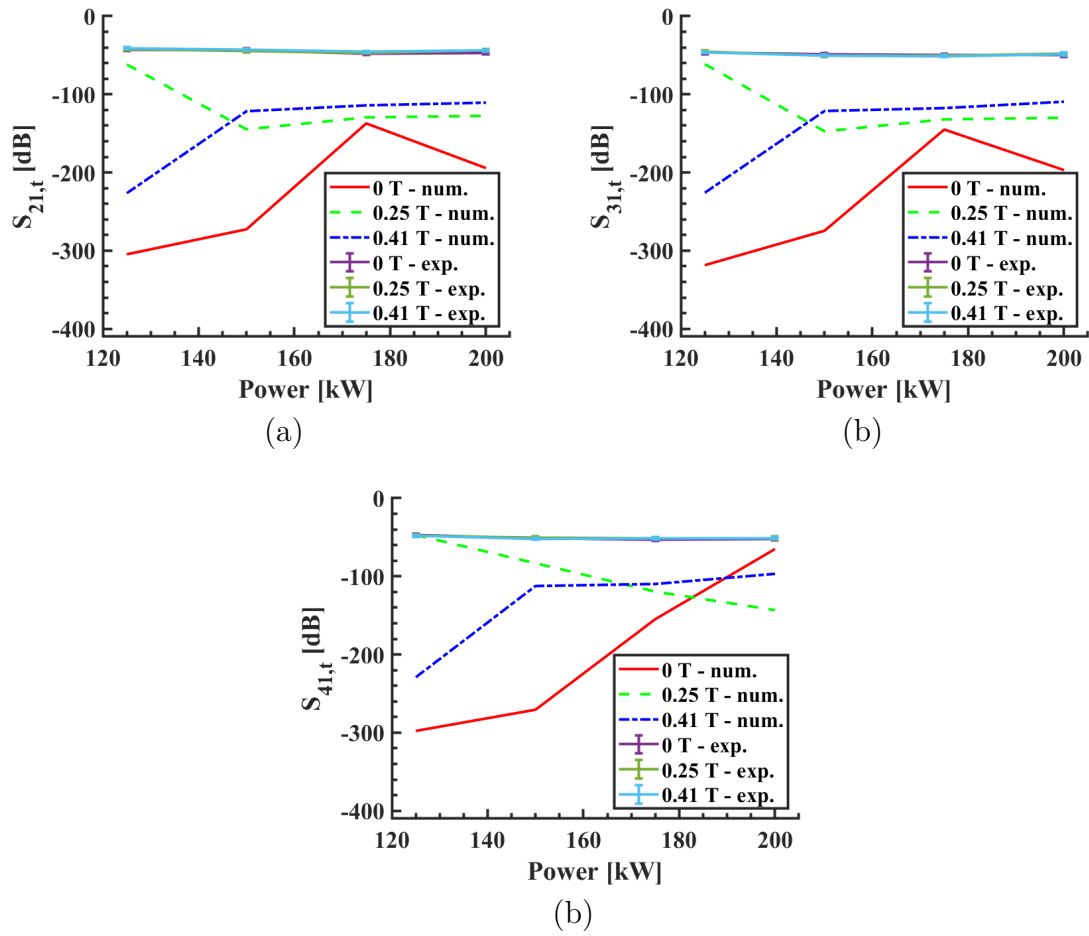 0
-100
-200
-300
-400
S21,t [dB]
120 140 160 180 200
Power [kW]
0 T - num.
0.25 T - num.
0.41 T - num.
0 T - exp.
0.25 T - exp.
0.41 T - exp.
(a)
0
-100
-200
-300
-400
S31,t [dB]
120 140 160 180 200
Power [kW]
0 T - num.
0.25 T - num.
0.41 T - num.
0 T - exp.
0.25 T - exp.
0.41 T - exp.
(b)
0
-100
-200
-300
-400
S41,t [dB]
120 140 160 180 200
Power [kW]
0 T - num.
0.25 T - num.
0.41 T - num.
0 T - exp.
0.25 T - exp.
0.41 T - exp.
(b)